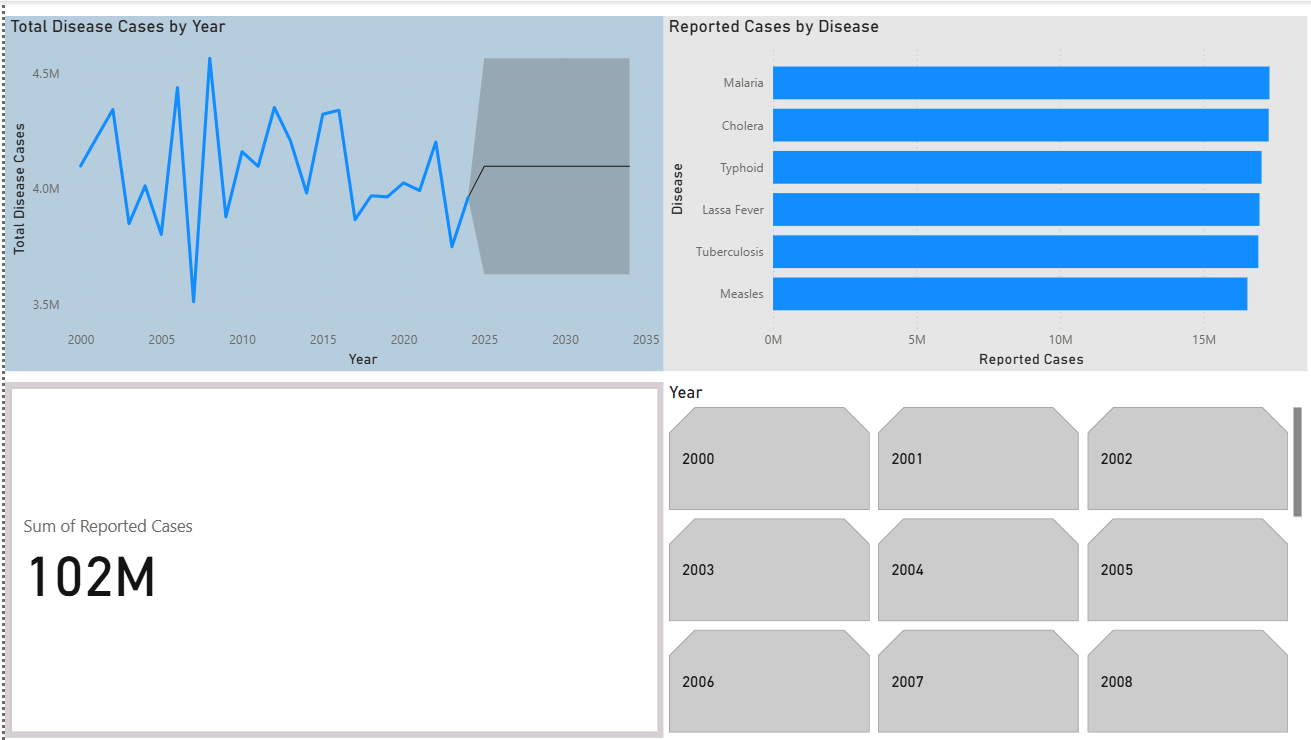 Total Disease Cases by Year
4.5M
4.0M
3.5M
Total Disease Cases
2000 2005 2010 2015 2020 2025 2030 2035
Year
Reported Cases by Disease
Disease
Malaria
Cholera
Typhoid
Lassa Fever
Tuberculosis
Measles
0M 5M 10M 15M
Reported Cases
Sum of Reported Cases
102M
Year
2000 2001 2002
2003 2004 2005
2006 2007 2008